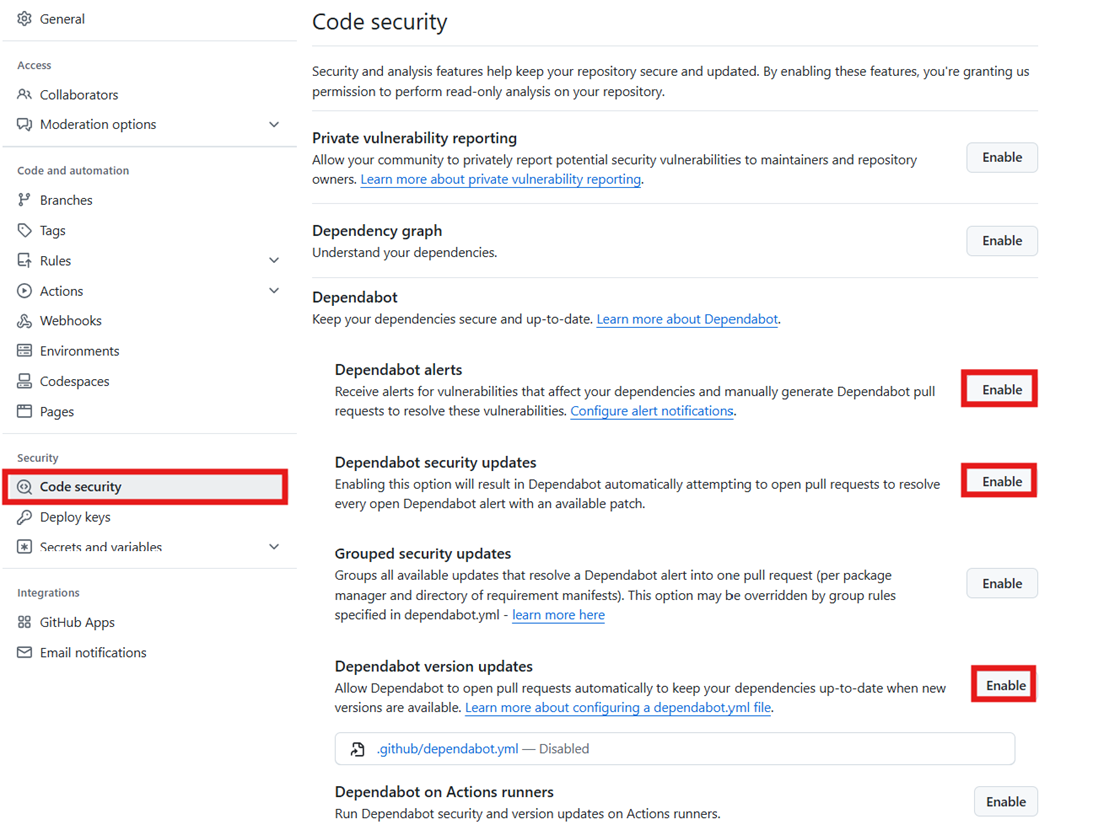 General
Access
Collaborators
Moderation options
Code and automation
Branches
Tags
Rules
Actions
Webhooks
Environments
Codespaces
Pages
Security
Code security
Deploy keys
Secrets and variables
Integrations
GitHub Apps
Email notifications
Code security
Security and analysis features help keep your repository secure and updated. By enabling these features, you're granting us
permission to perform read-only analysis on your repository.
Private vulnerability reporting
Allow your community to privately report potential security vulnerabilities to maintainers and repository
owners. Learn more about private vulnerability reporting.
Enable
Dependency graph
Understand your dependencies.
Enable
Dependabot
Keep your dependencies secure and up-to-date. Learn more about Dependabot.
Dependabot alerts
Receive alerts for vulnerabilities that affect your dependencies and manually generate Dependabot pull
requests to resolve these vulnerabilities. Configure alert notifications.
Enable
Dependabot security updates
Enabling this option will result in Dependabot automatically attempting to open pull requests to resolve
every open Dependabot alert with an available patch.
Enable
Grouped security updates
Groups all available updates that resolve a Dependabot alert into one pull request (per package
manager and directory of requirement manifests). This option may be overridden by group rules
specified in dependabot.yml - learn more here
Enable
Dependabot version updates
Allow Dependabot to open pull requests automatically to keep your dependencies up-to-date when new
versions are available. Learn more about configuring a dependabot.yml file.
Enable
.github/dependabot.yml — Disabled
Dependabot on Actions runners
Run Dependabot security and version updates on Actions runners.
Enable